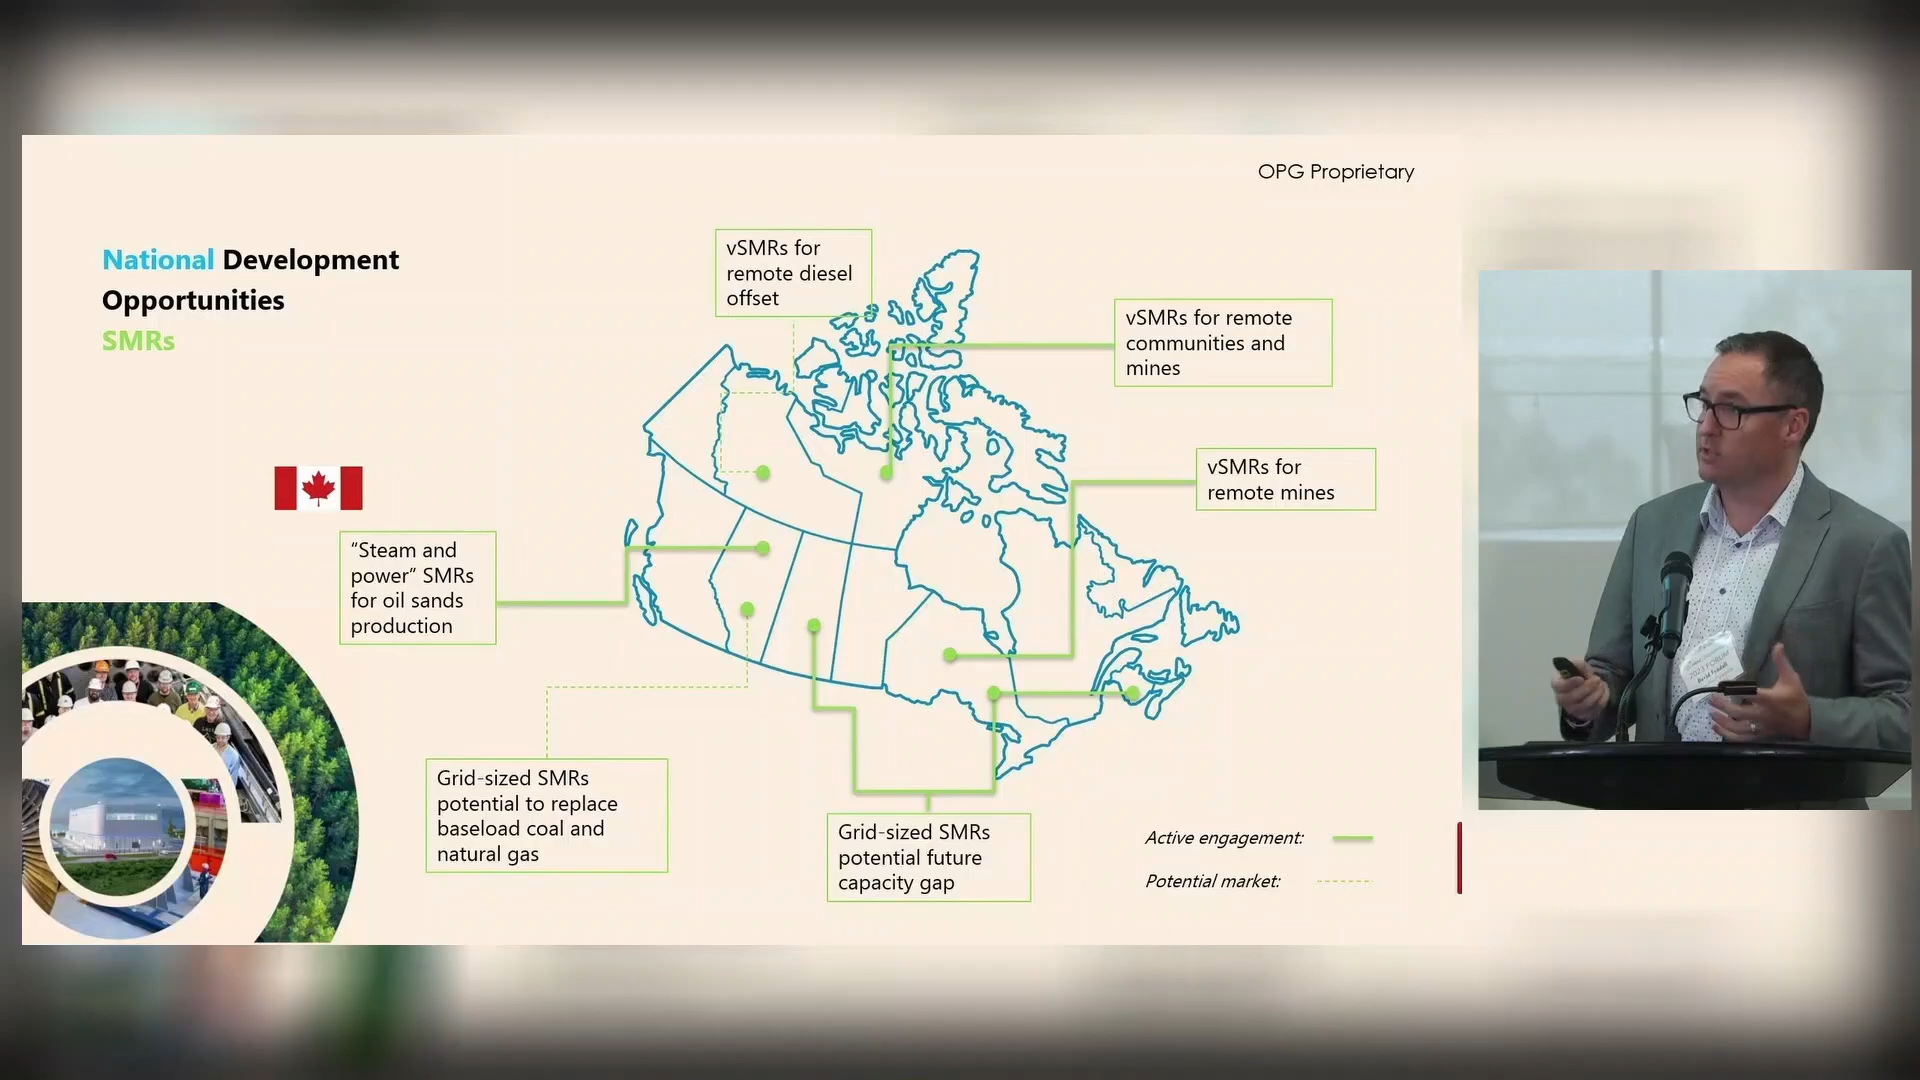 OPG Proprietary
National Development
Opportunities
SMRs
vSMRs for
remote diesel
offset
vSMRs for remote
communities and
mines
vSMRs for
remote mines
“Steam and
power” SMRs
for oil sands
production
Grid-sized SMRs
potential to replace
baseload coal and
natural gas
Grid-sized SMRs
potential future
capacity gap
Active engagement:
Potential market:
2023 FORUM